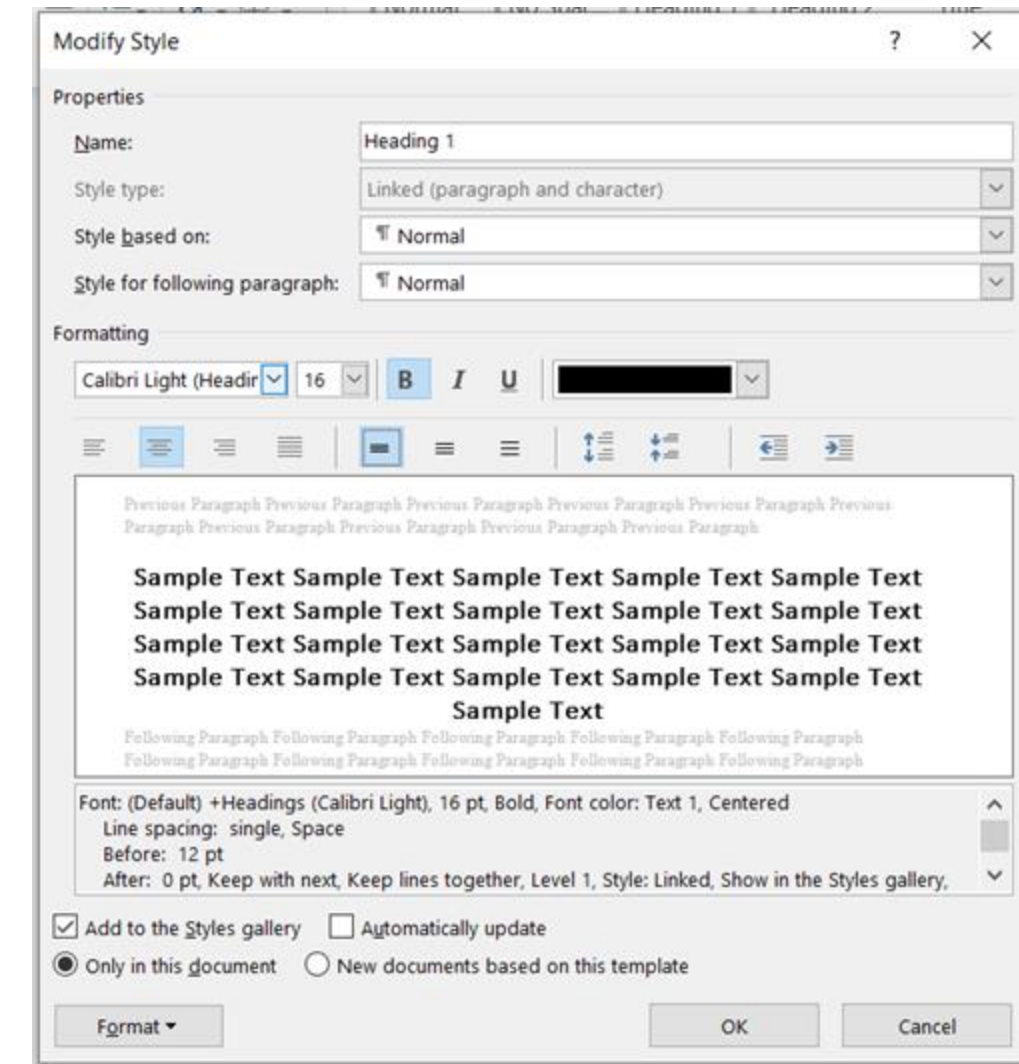 Modify Style ? ×
Properties
Name: Heading 1
Style type: Linked (paragraph and character)
Style based on: ¶ Normal
Style for following paragraph: ¶ Normal
Formatting
Calibri Light (Headir 16 B I U
Previous Paragraph Previous Paragraph Previous Paragraph Previous Paragraph Previous Paragraph Previous
Paragraph Previous Paragraph Previous Paragraph Previous Paragraph Previous Paragraph
Sample Text Sample Text Sample Text Sample Text Sample Text
Sample Text Sample Text Sample Text Sample Text Sample Text
Sample Text Sample Text Sample Text Sample Text Sample Text
Sample Text Sample Text Sample Text Sample Text Sample Text
Sample Text
Following Paragraph Following Paragraph Following Paragraph Following Paragraph Following Paragraph
Following Paragraph Following Paragraph Following Paragraph Following Paragraph Following Paragraph
Font: (Default) +Headings (Calibri Light), 16 pt, Bold, Font color: Text 1, Centered
Line spacing: single, Space
Before: 12 pt
After: 0 pt, Keep with next, Keep lines together, Level 1, Style: Linked, Show in the Styles gallery,
Add to the Styles gallery Automatically update
Only in this document New documents based on this template
Format OK Cancel